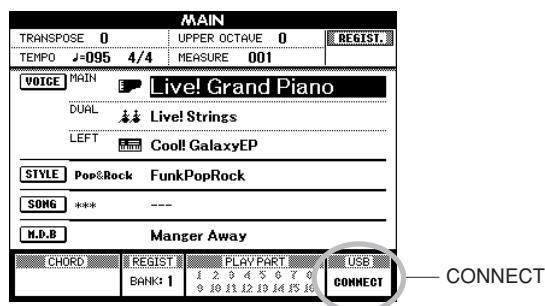 MAIN
TRANSPOSE 0 UPPER OCTAVE 0 REGIST.
TEMPO ♩=095 4/4 MEASURE 001
VOICE MAIN Live! Grand Piano
DUAL Live! Strings
LEFT Cool! GalaxyEP
STYLE Pop&Rock FunkPopRock
SONG *** ---
M.D.B Manger Away
CHORD REGIST PLAY PART USB
BANK: 1 1 2 3 4 5 6 7 8 CONNECT
9 10 11 12 13 14 15 16
CONNECT